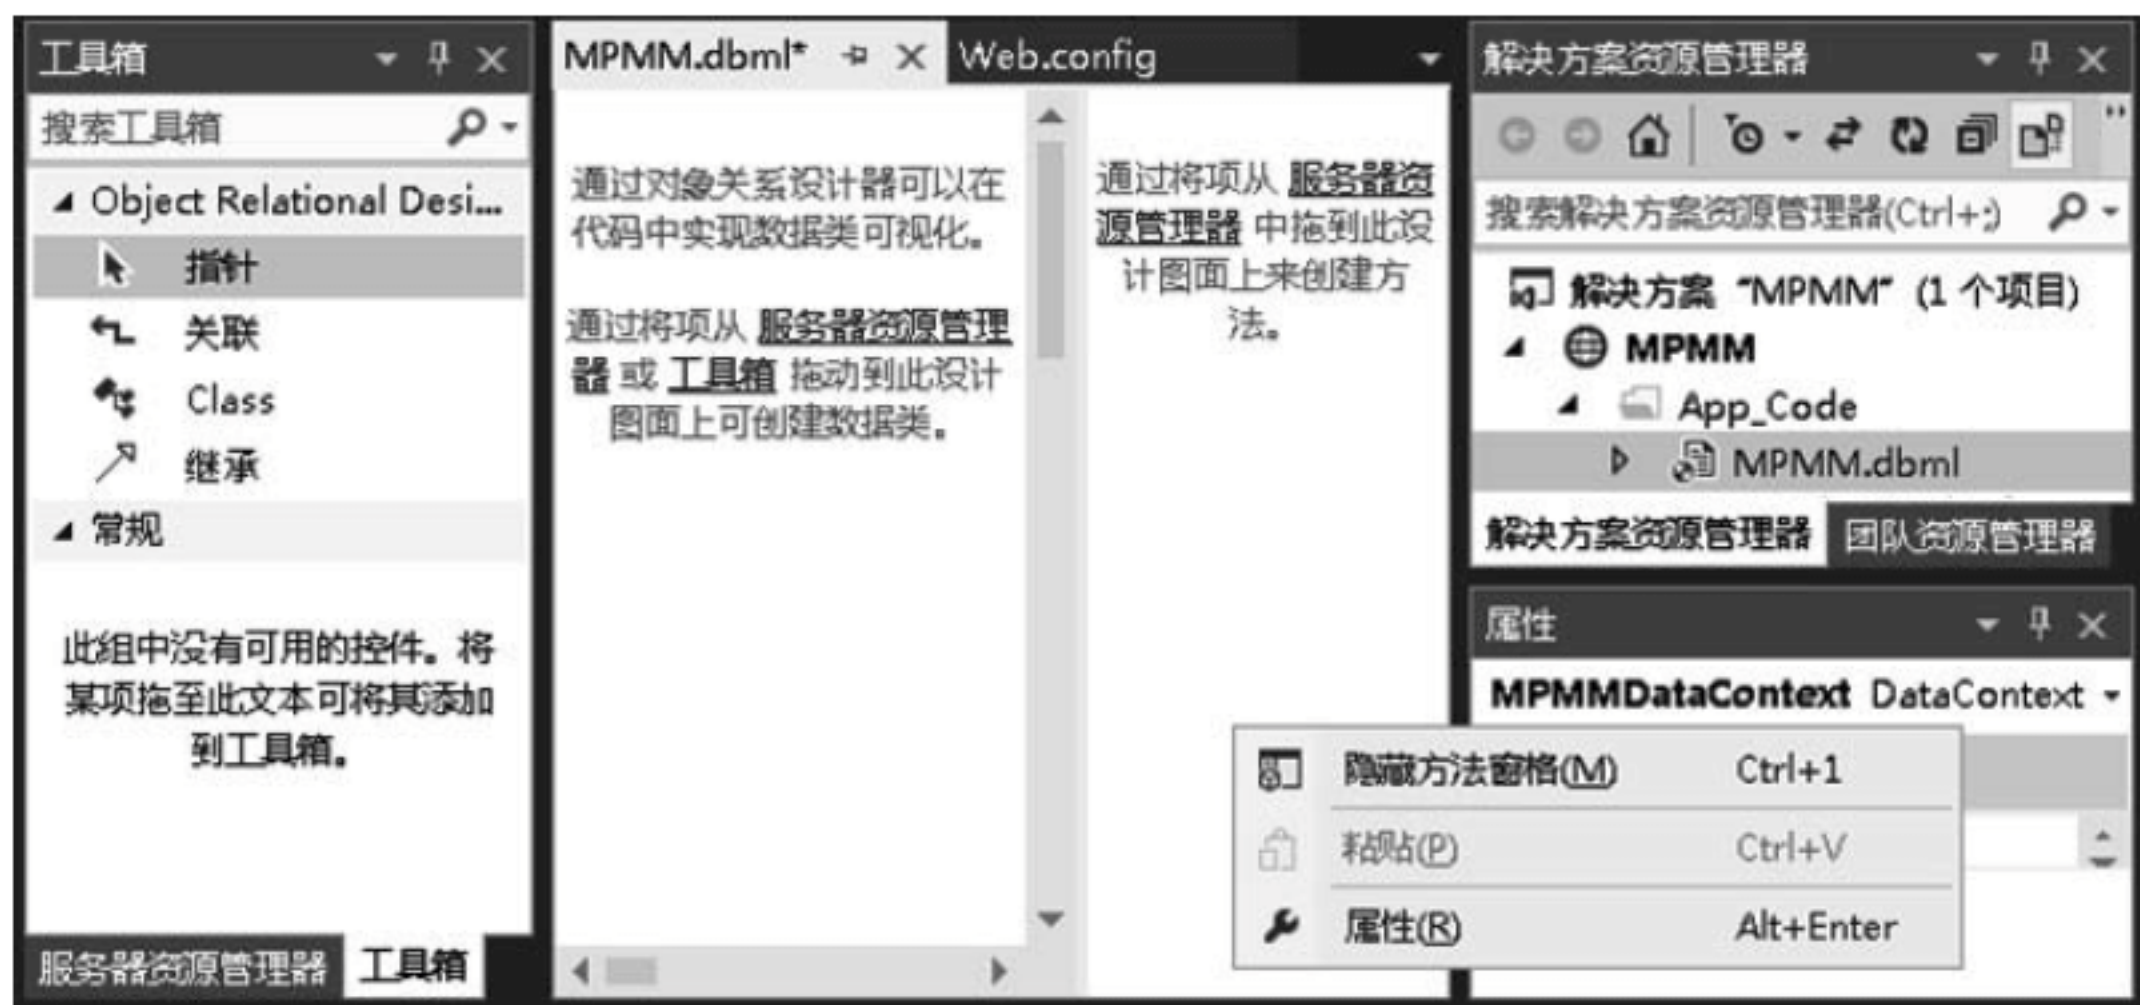 工具箱
搜索工具箱
Object Relational Desi...
指针
关联
Class
继承
常规
此组中没有可用的控件。将
某项拖至此文本可将其添加
到工具箱。
服务器资源管理器 工具箱
MPMM.dbml* Web.config
通过对象关系设计器可以在
代码中实现数据类可视化。
通过将项从 服务器资源管理
器 或 工具箱 拖动到此设计
图面上可创建数据类。
通过将项从 服务器资
源管理器 中拖到此设
计图面上来创建方
法。
解决方案资源管理器
搜索解决方案资源管理器(Ctrl+;)
解决方案 "MPMM" (1 个项目)
MPMM
App_Code
MPMM.dbml
解决方案资源管理器 团队资源管理器
属性
MPMMDataContext DataContext
隐藏方法窗格(M) Ctrl+1
粘贴(P) Ctrl+V
属性(R) Alt+Enter